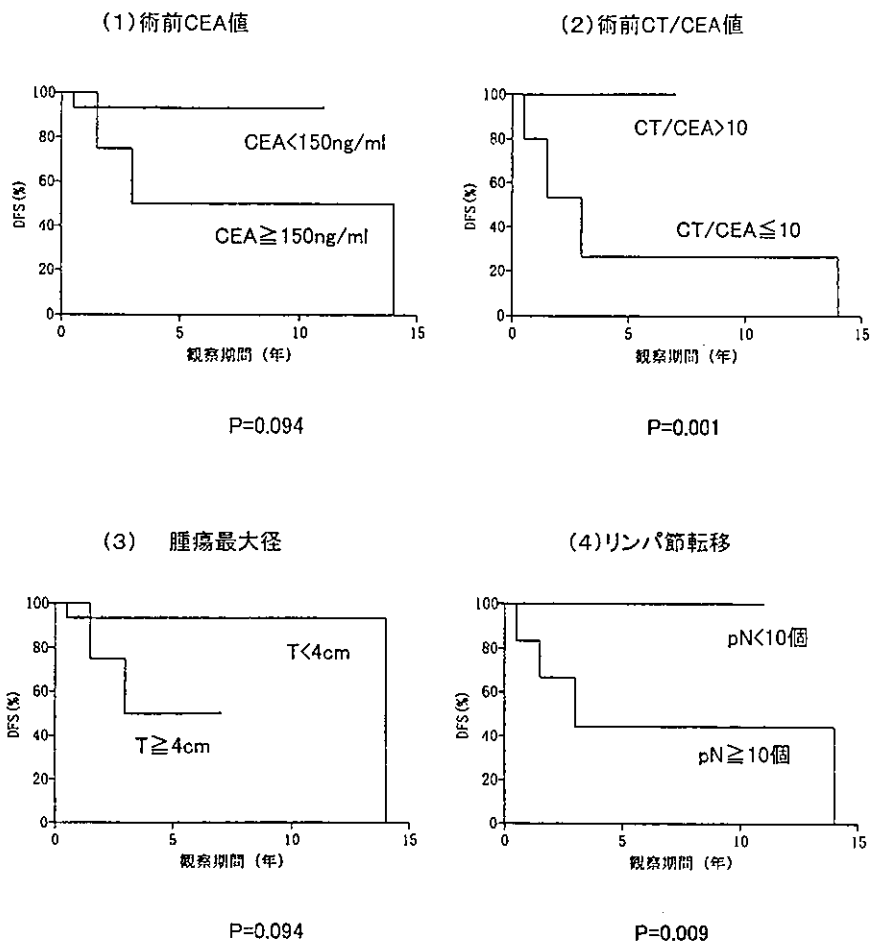 (1)術前CEA値
(2)術前CT/CEA値
100
80
60
40
20
0
DFS(%)
CEA<150ng/ml
CEA≧150ng/ml
0
5
10
15
観察期間 (年)
P=0.094
100
80
60
40
20
0
DFS(%)
CT/CEA>10
CT/CEA≦10
0
5
10
15
観察期間 (年)
P=0.001
(3) 腫瘍最大径
(4)リンパ節転移
100
80
60
40
20
0
DFS(%)
T<4cm
T≧4cm
0
5
10
15
観察期間 (年)
P=0.094
100
80
60
40
20
0
DFS(%)
pN<10個
pN≧10個
0
5
10
15
観察期間 (年)
P=0.009